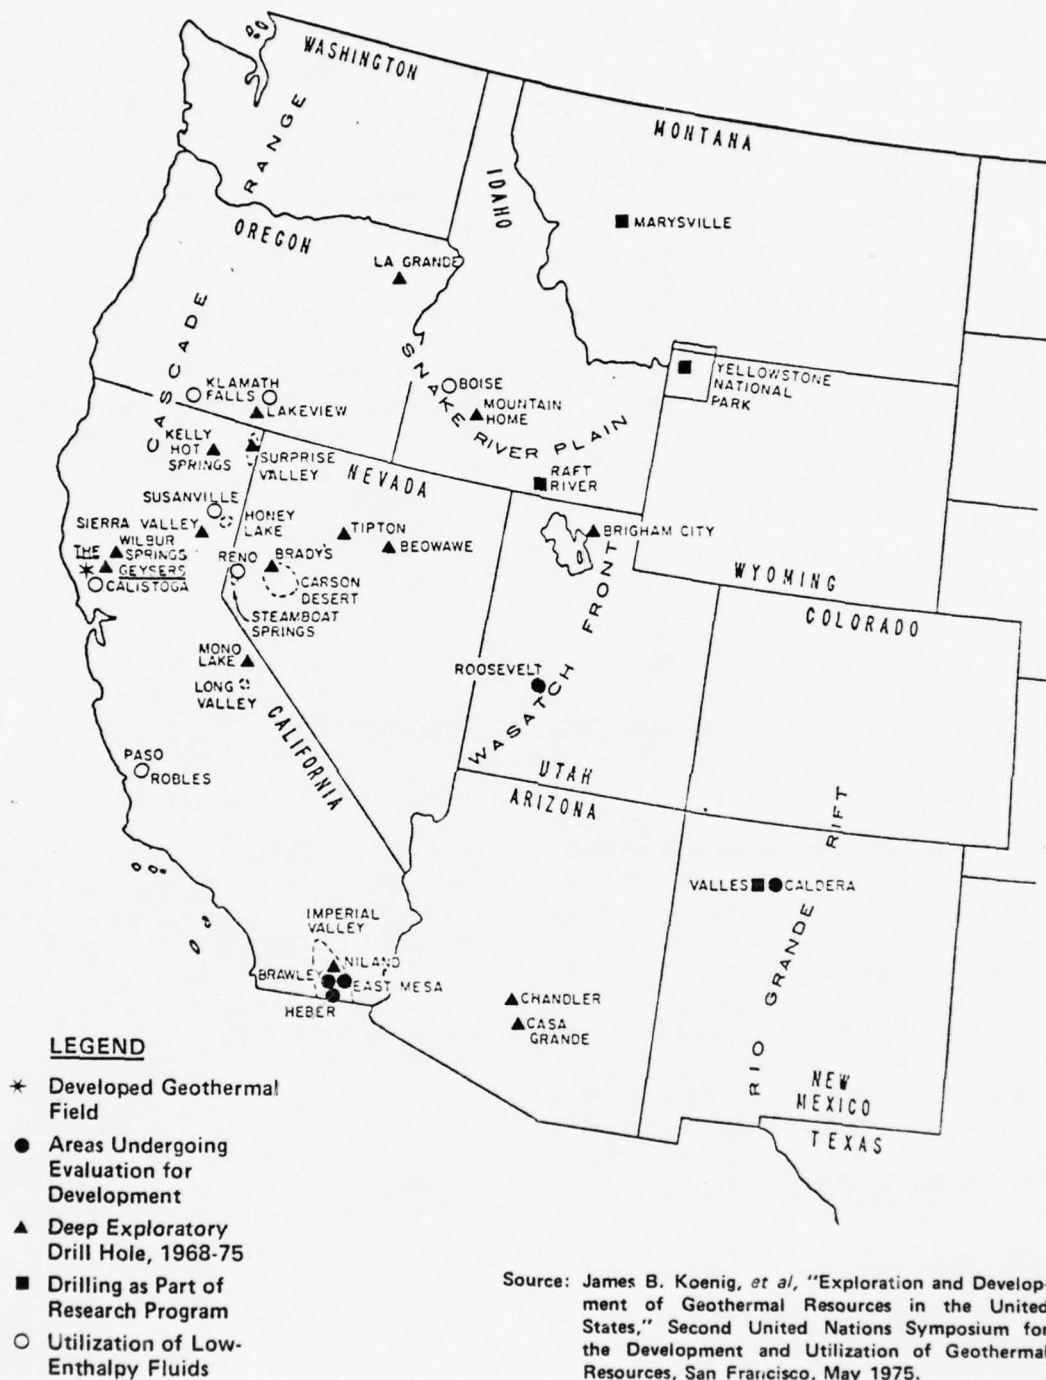 WASHINGTON
MONTANA
RANGE
IDAHO
MARYSVILLE
OREGON
LA GRANDE
CASCADE
SNAKE RIVER PLAIN
YELLOWSTONE
NATIONAL
PARK
KLAMATH
FALLS
BOISE
LAKEVIEW
MOUNTAIN
HOME
KELLY
HOT
SPRINGS
SURPRISE
VALLEY
NEVADA
RAFT
RIVER
SUSANVILLE
HONEY
LAKE
SIERRA VALLEY
TIPTON
BRIGHAM CITY
WILBUR
SPRINGS
BEOWAWE
THE
GEYSERS
RENO
BRADY'S
CALISTOGA
CARSON
DESERT
WYOMING
COLORADO
STEAMBOAT
SPRINGS
WASATCH FRONT
MONO
LAKE
ROOSEVELT
LONG
VALLEY
CALIFORNIA
PASO
ROBLES
UTAH
ARIZONA
RIO GRANDE RIFT
VALLES
CALDERA
IMPERIAL
VALLEY
NILAND
BRAWLEY
EAST MESA
HEBER
CHANDLER
CASA
GRANDE
NEW
MEXICO
TEXAS
LEGEND
Developed Geothermal
Field
Areas Undergoing
Evaluation for
Development
Deep Exploratory
Drill Hole, 1968-75
Drilling as Part of
Research Program
Utilization of Low-
Enthalpy Fluids
Source: James B. Koenig, et al, "Exploration and Develop-
ment of Geothermal Resources in the United
States," Second United Nations Symposium for
the Development and Utilization of Geothermal
Resources, San Francisco, May 1975.